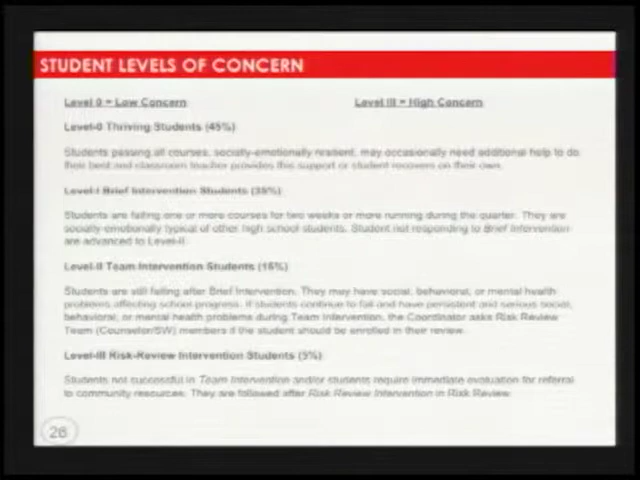 STUDENT LEVELS OF CONCERN
Level 0 = Low Concern Level III = High Concern
Level-0 Thriving Students (45%)
Students passing all courses, socially-emotionally resilient, may occasionally need additional help to do
their best and classroom teacher provides this support or student recovers on their own.
Level-I Brief Intervention Students (35%)
Students are failing one or more courses for two weeks or more running during the quarter. They are
socially-emotionally typical of other high school students. Student not responding to Brief Intervention
are advanced to Level-II.
Level-II Team Intervention Students (15%)
Students are still failing after Brief Intervention. They may have social, behavioral, or mental health
problems affecting school progress. If students continue to fail and have persistent and serious social,
behavioral, or mental health problems during Team Intervention, the Coordinator asks Risk Review
Team (Counselor/SW) members if the student should be enrolled in their review.
Level-III Risk-Review Intervention Students (5%)
Students not successful in Team Intervention and/or students require immediate evaluation for referral
to community resources. They are followed after Risk Review Intervention in Risk Review.
26